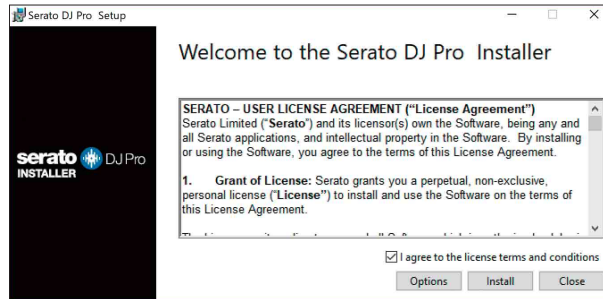 Serato DJ Pro Setup
Welcome to the Serato DJ Pro Installer
SERATO – USER LICENSE AGREEMENT (“License Agreement”)
Serato Limited (“Serato”) and its licensor(s) own the Software, being any and
all Serato applications, and intellectual property in the Software. By installing
or using the Software, you agree to the terms of this License Agreement.
1. Grant of License: Serato grants you a perpetual, non-exclusive,
personal license (“License”) to install and use the Software on the terms of
this License Agreement.
serato DJ Pro
INSTALLER
I agree to the license terms and conditions
Options Install Close